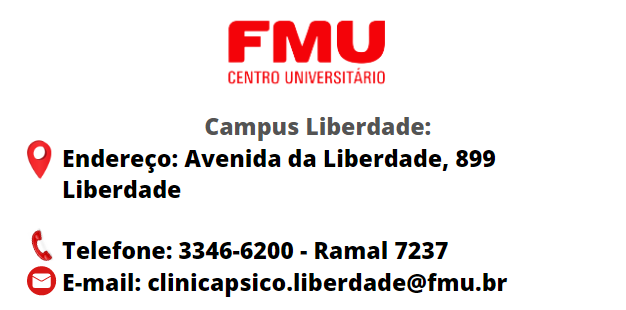 FMU
CENTRO UNIVERSITÁRIO
Campus Liberdade:
Endereço: Avenida da Liberdade, 899
Liberdade
Telefone: 3346-6200 - Ramal 7237
E-mail: clinicapsico.liberdade@fmu.br